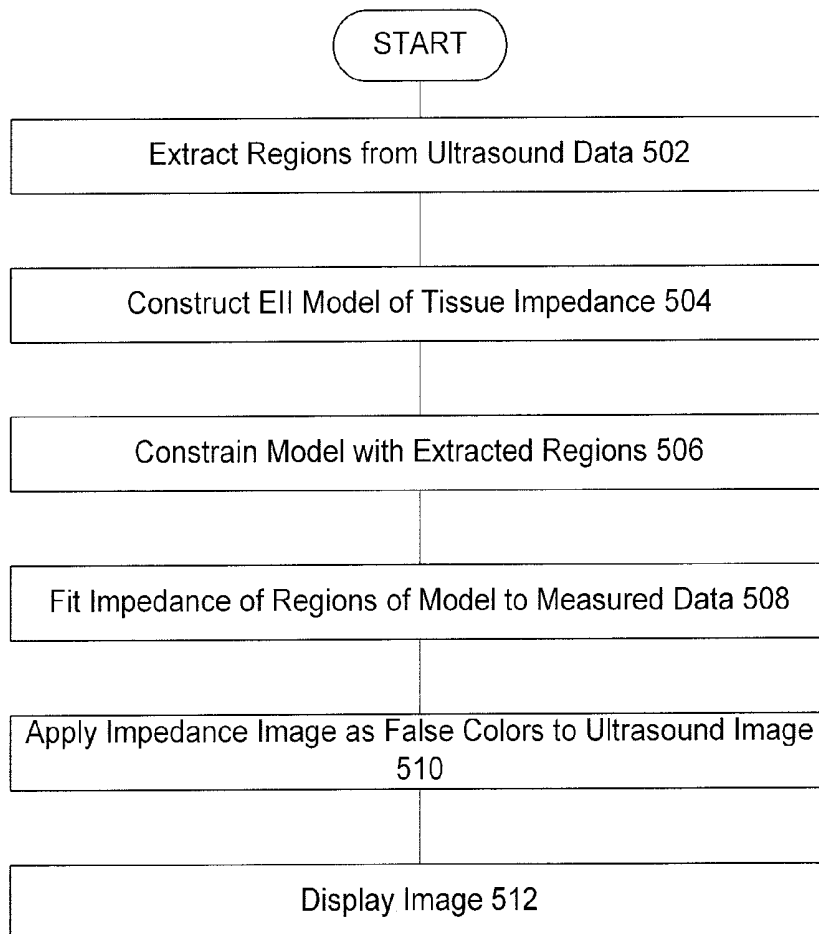 START
Extract Regions from Ultrasound Data 502
Construct EII Model of Tissue Impedance 504
Constrain Model with Extracted Regions 506
Fit Impedance of Regions of Model to Measured Data 508
Apply Impedance Image as False Colors to Ultrasound Image
510
Display Image 512